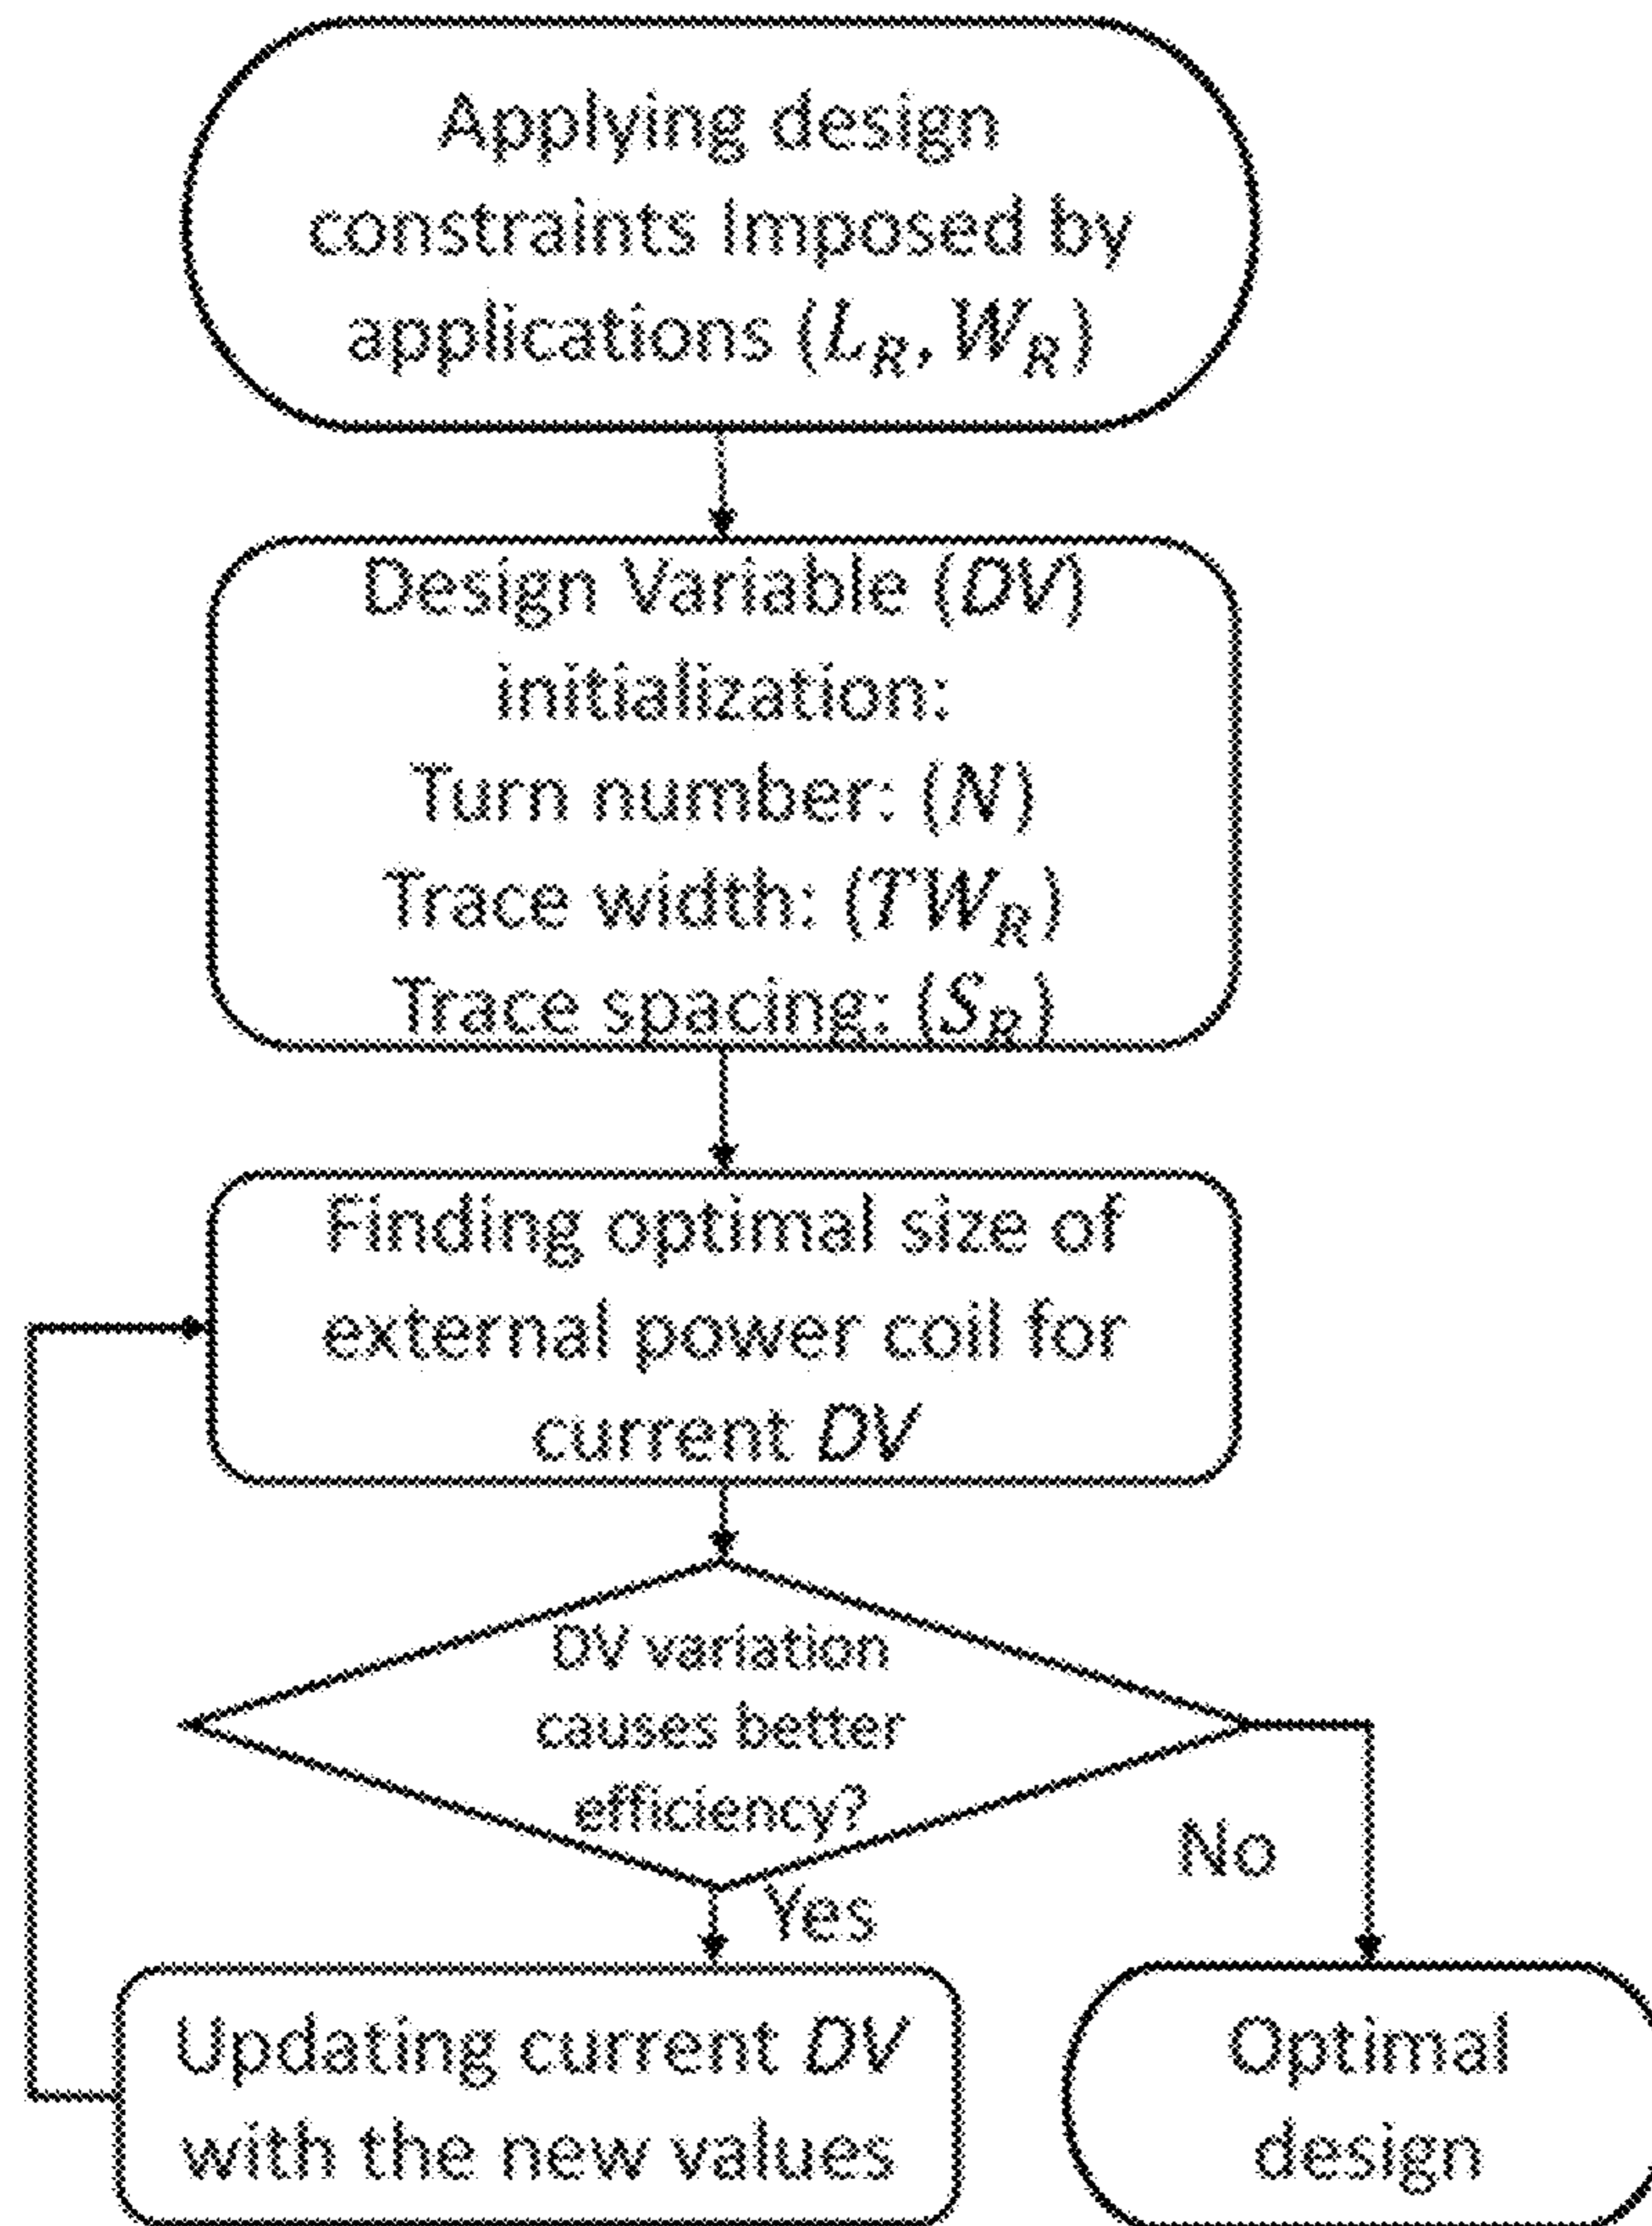 Applying design
constraints Imposed by
applications (L_R, W_R)
Design Variable (DV)
initialization:
Turn number: (N)
Trace width: (TW_R)
Trace spacing: (S_R)
Finding optimal size of
external power coil for
current DV
DV variation
causes better
efficiency?
No
Yes
Updating current DV
with the new values
Optimal
design